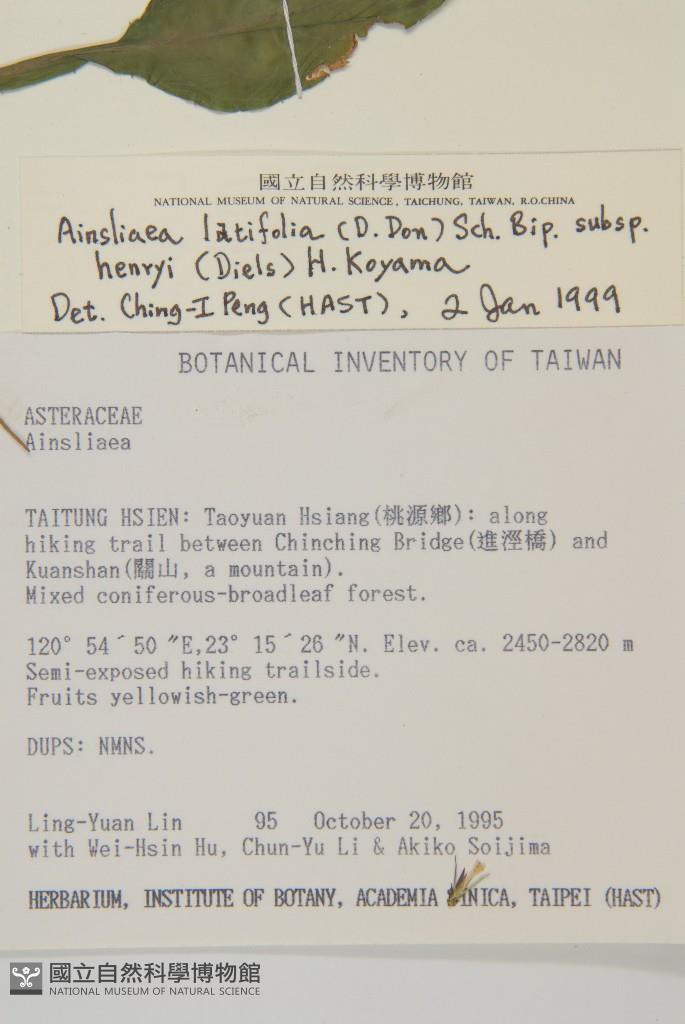 國立自然科學博物館
NATIONAL MUSEUM OF NATURAL SCIENCE, TAICHUNG, TAIWAN, R.O.CHINA
Ainsliaea latifolia (D. Don) Sch. Bip. subsp.
henryi (Diels) H. Koyama
Det. Ching-I Peng (HAST), 2 Jan 1999
BOTANICAL INVENTORY OF TAIWAN
ASTERACEAE
Ainsliaea
TAITUNG HSIEN: Taoyuan Hsiang(桃源鄉): along
hiking trail between Chinching Bridge(進涇橋) and
Kuanshan(關山, a mountain).
Mixed coniferous-broadleaf forest.
120° 54´50 ″E,23° 15´26 ″N. Elev. ca. 2450-2820 m
Semi-exposed hiking trailside.
Fruits yellowish-green.
DUPS: NMNS.
Ling-Yuan Lin 95 October 20, 1995
with Wei-Hsin Hu, Chun-Yu Li & Akiko Soijima
HERBARIUM, INSTITUTE OF BOTANY, ACADEMIA SINICA, TAIPEI (HAST)
國立自然科學博物館
NATIONAL MUSEUM OF NATURAL SCIENCE